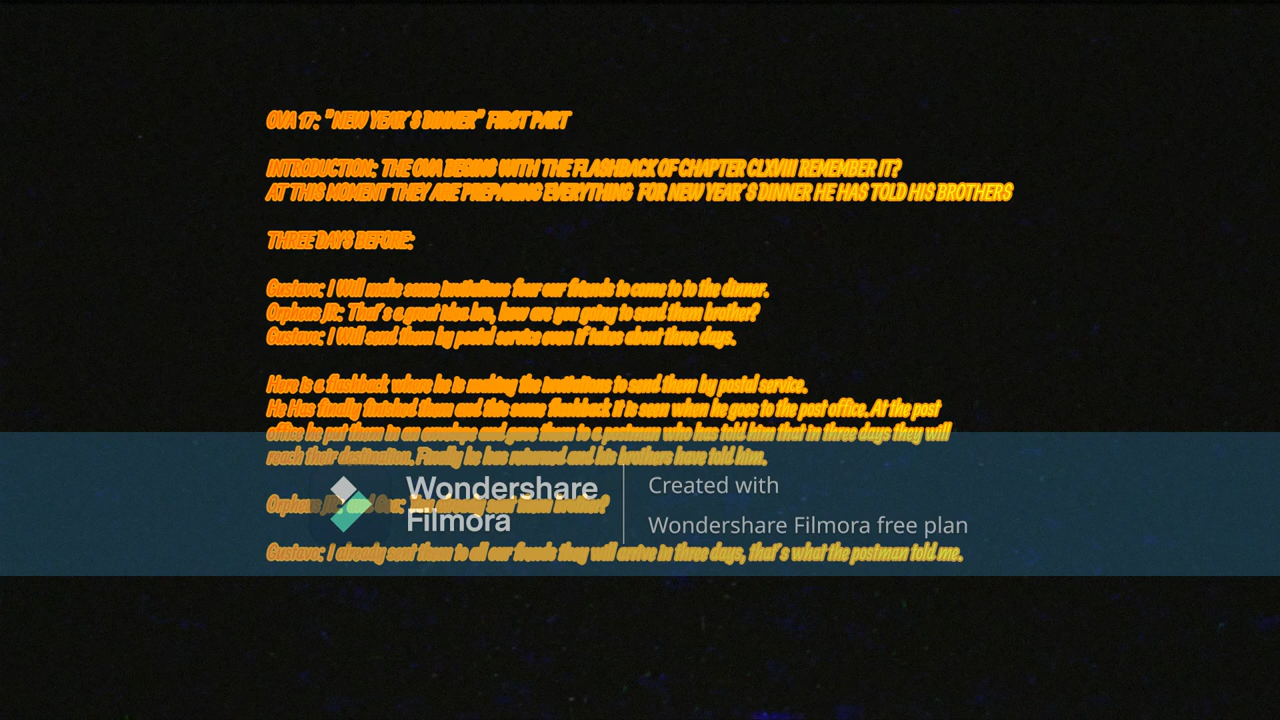 OVA 17: "NEW YEAR´S DINNER" FIRST PART
INTRODUCTION: THE OVA BEGINS WITH THE FLASHBACK OF CHAPTER CLXVIII REMEMBER IT?
AT THIS MOMENT THEY ARE PREPARING EVERYTHING FOR NEW YEAR´S DINNER HE HAS TOLD HIS BROTHERS
THREE DAYS BEFORE:
Gustavo: I Will make some invitations four our friends to come to to the dinner.
Orpheus JR: That´s a great idea bro, how are you going to send them brother?
Gustavo: I Will send them by postal service even if takes about three days.
Here is a flashback where he is making the invitations to send them by postal service.
He Has finally finished them and this same flashback it is seen when he goes to the post office. At the post
office he put them in an envelope and gave them to a postman who has told him that in three days they will
reach their destination. Finally he has returned and his brothers have told him.
Orpheus JR, and : You already sent them brother?
Gustavo: I already sent them to all our friends they will arrive in three days, that´s what the postman told me.
Wondershare
Filmora
Created with
Wondershare Filmora free plan